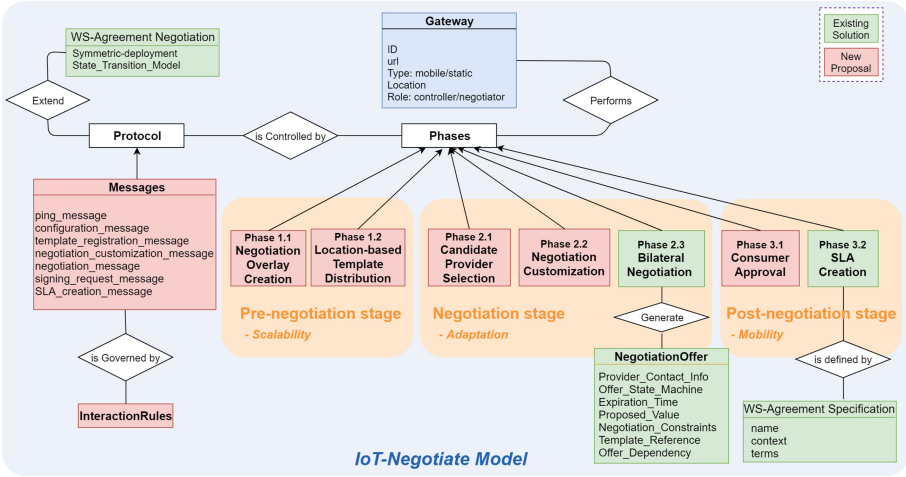 WS-Agreement Negotiation
Symmetric-deployment
State_Transition_Model
Gateway
ID
url
Type: mobile/static
Location
Role: controller/negotiator
Existing
Solution
New
Proposal
Extend
Performs
Protocol
is Controlled by
Phases
Messages
ping_message
configuration_message
template_registration_message
negotiation_customization_message
negotiation_message
signing_request_message
SLA_creation_message
Phase 1.1
Negotiation
Overlay
Creation
Phase 1.2
Location-based
Template
Distribution
Phase 2.1
Candidate
Provider
Selection
Phase 2.2
Negotiation
Customization
Phase 2.3
Bilateral
Negotiation
Phase 3.1
Consumer
Approval
Phase 3.2
SLA
Creation
Pre-negotiation stage
- Scalability
Negotiation stage
- Adaptation
Generate
Post-negotiation stage
- Mobility
is Governed by
is defined by
InteractionRules
NegotiationOffer
Provider_Contact_Info
Offer_State_Machine
Expiration_Time
Proposed_Value
Negotiation_Constraints
Template_Reference
Offer_Dependency
WS-Agreement Specification
name
context
terms
IoT-Negotiate Model